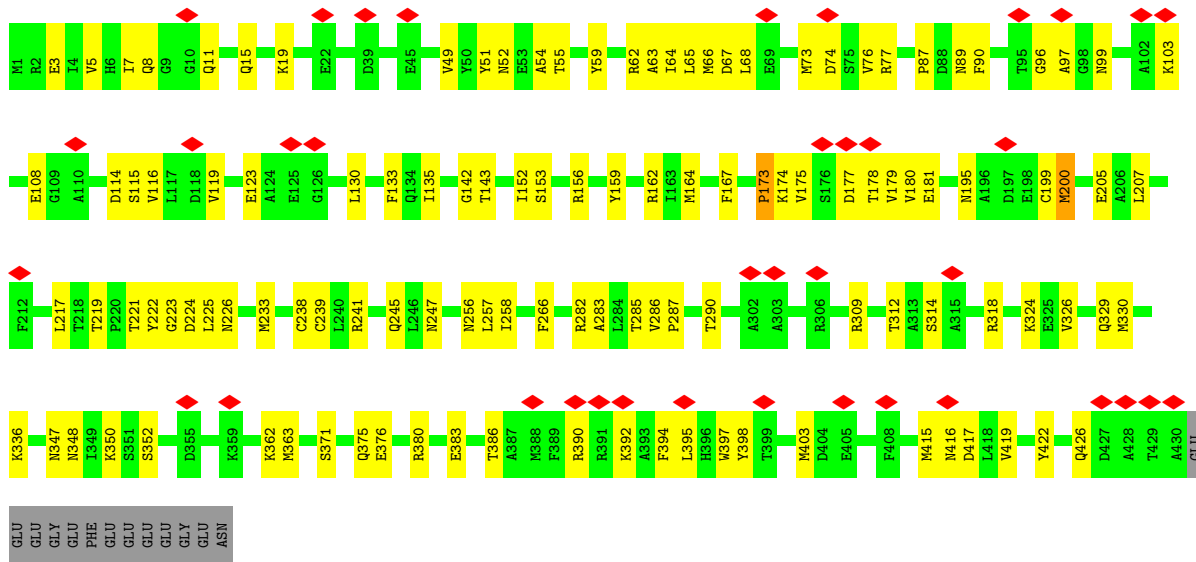 M1 R2 E3 I4 V5 H6 I7 Q8 G9 G10 Q11 Q15 K19 E22 D39 E45 V49 Y50 Y51 N52 E53 A54 T55 Y59 R62 A63 I64 L65 M66 D67 L68 E69 M73 D74 S75 V76 R77 P87 D88 N89 F90 T95 G96 A97 G98 N99 A102 K103
E108 G109 A110 D114 S115 V116 L117 D118 V119 E123 A124 E125 G126 L130 F133 Q134 I135 G142 T143 I152 S153 R156 Y159 R162 I163 M164 F167 P173 K174 V175 S176 D177 T178 V179 V180 E181 N195 A196 D197 E198 C199 M200 E205 A206 L207
F212 L217 T218 T219 P220 T221 Y222 G223 D224 L225 N226 M233 C238 C239 L240 R241 Q245 L246 N247 N256 L257 I258 F266 R282 A283 L284 T285 V286 P287 T290 A302 A303 R306 R309 T312 A313 S314 A315 R318 K324 E325 V326 Q329 M330
K336 N347 N348 I349 K350 S351 S352 D355 K359 K362 M363 S371 Q375 E376 R380 E383 T386 A387 M388 F389 R390 R391 K392 A393 F394 L395 H396 W397 Y398 T399 M403 D404 E405 F408 M415 N416 D417 L418 V419 Y422 Q426 D427 A428 T429 A430 GLU
GLU GLU GLY GLU PHE GLU GLU GLU GLU GLY GLU ASN